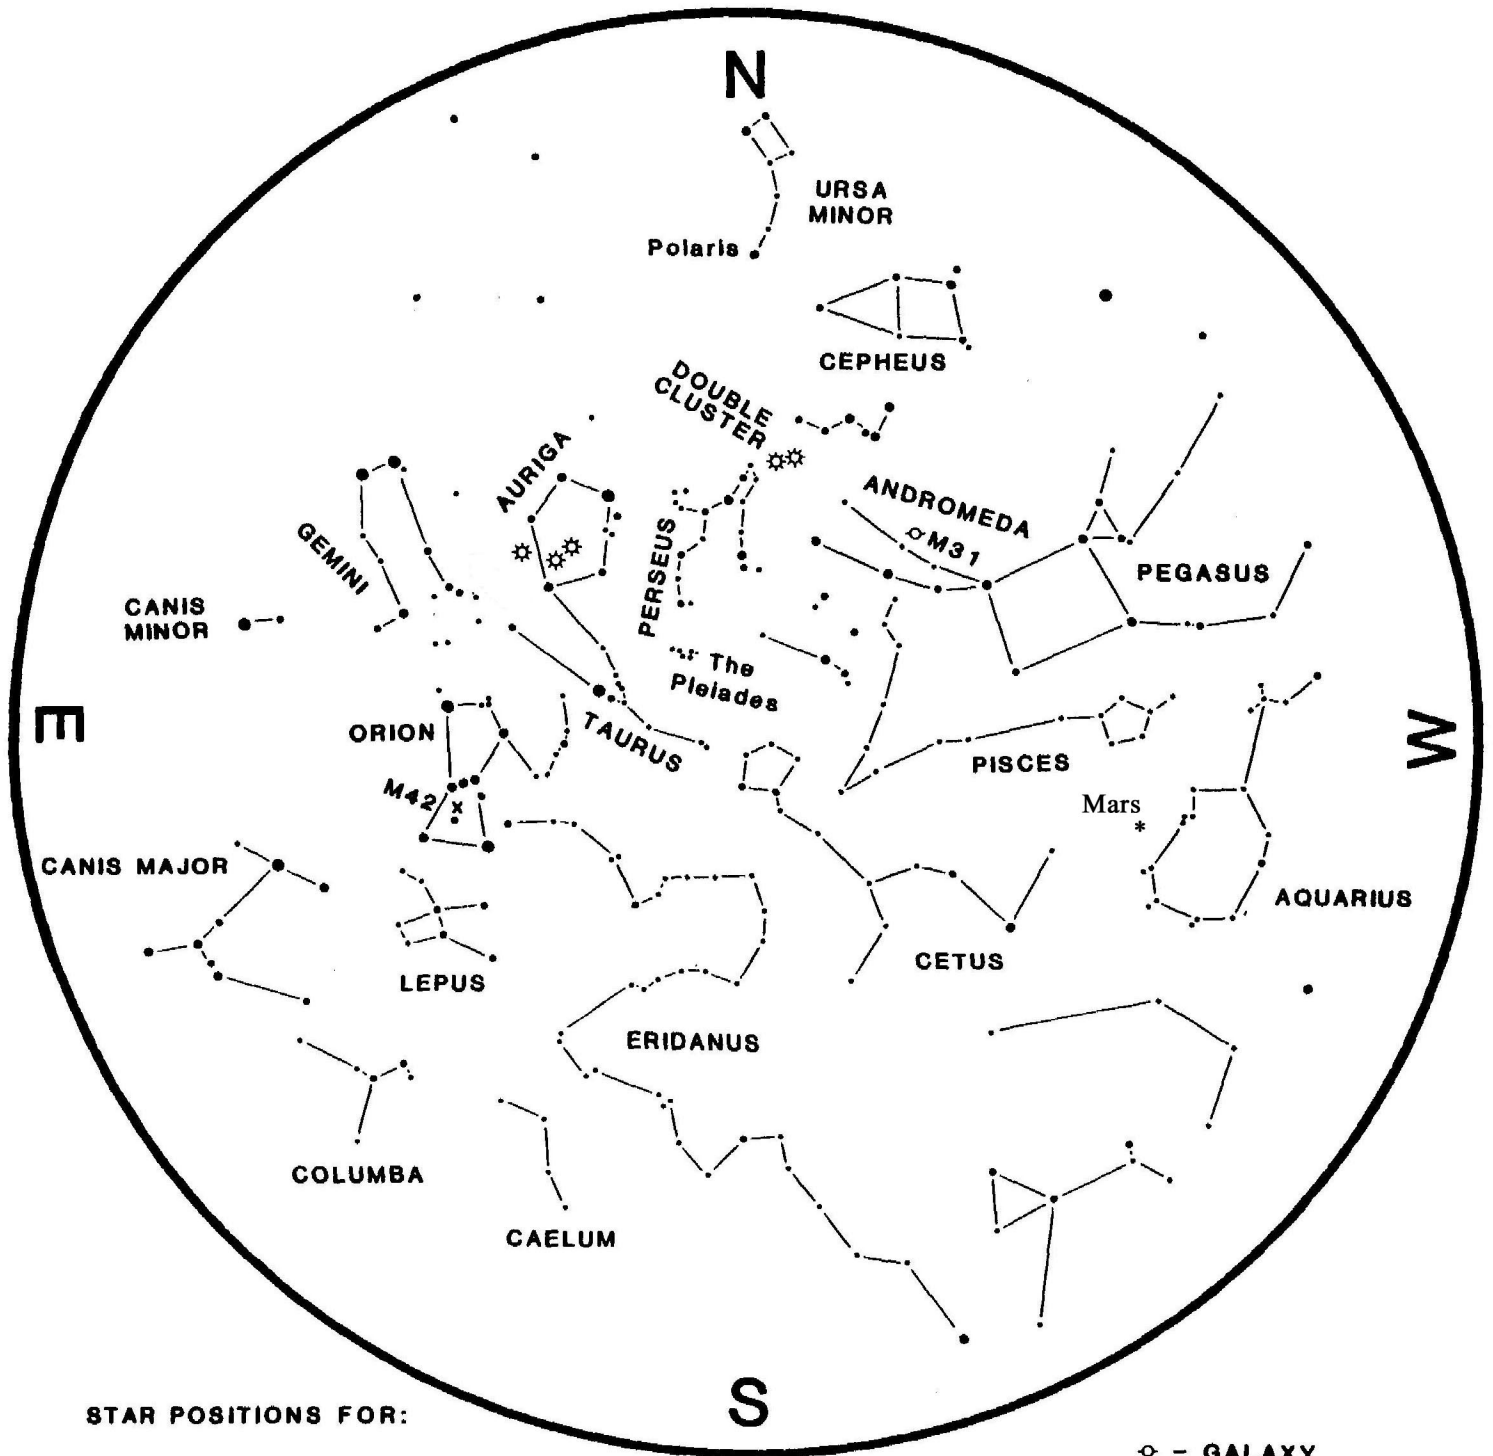 N
URSA
MINOR
Polaris
CEPHEUS
DOUBLE
CLUSTER
AURIGA
ANDROMEDA
M31
GEMINI
PERSEUS
PEGASUS
CANIS
MINOR
The
Pleiades
E
ORION
TAURUS
W
PISCES
M42
x
Mars
*
CANIS MAJOR
AQUARIUS
CETUS
LEPUS
ERIDANUS
COLUMBA
CAELUM
S
STAR POSITIONS FOR:
- GALAXY